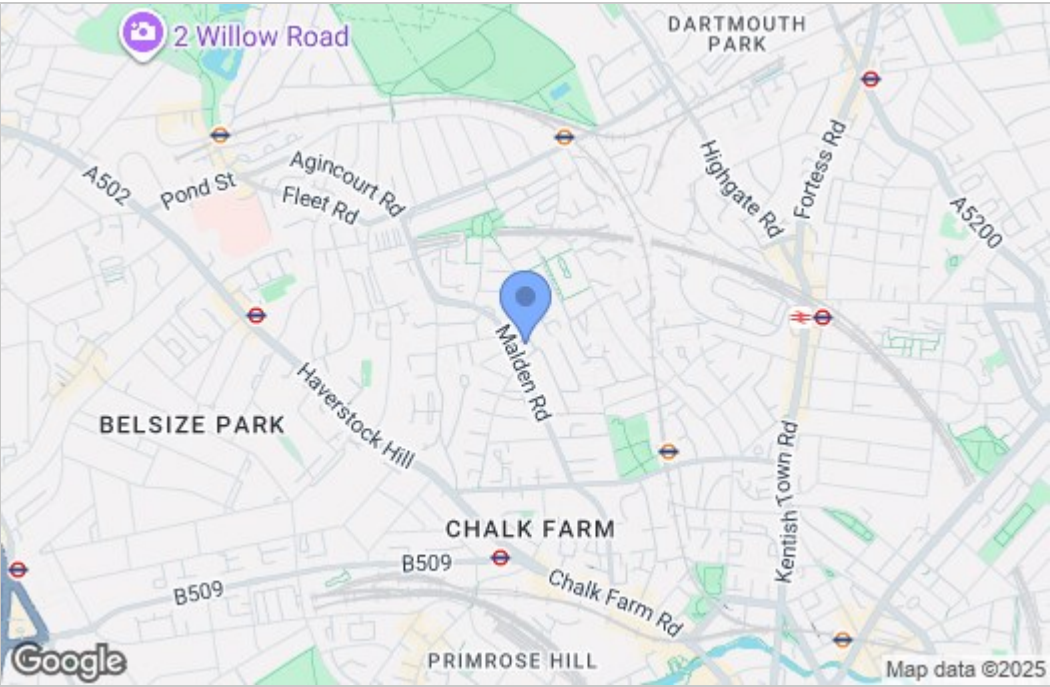 DARTMOUTH
PARK
2 Willow Road
Agincourt Rd
Highgate Rd
Fortess Rd
A502
Pond St
Fleet Rd
A5200
Malden Rd
Haverstock Hill
BELSIZE PARK
Kentish Town Rd
CHALK FARM
B509
B509
Chalk Farm Rd
PRIMROSE HILL
Google
Map data ©2025